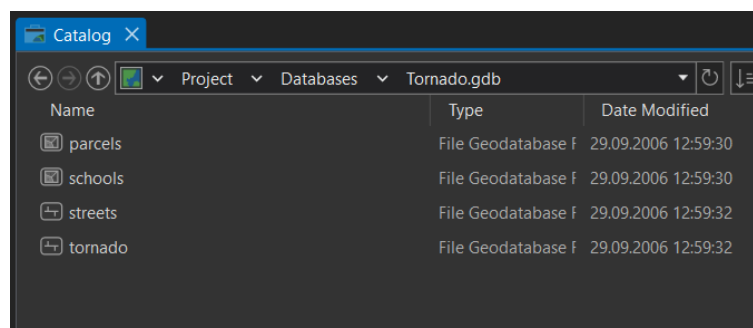 Catalog
Project Databases Tornado.gdb
Name Type Date Modified
parcels File Geodatabase F 29.09.2006 12:59:30
schools File Geodatabase F 29.09.2006 12:59:30
streets File Geodatabase F 29.09.2006 12:59:32
tornado File Geodatabase F 29.09.2006 12:59:32